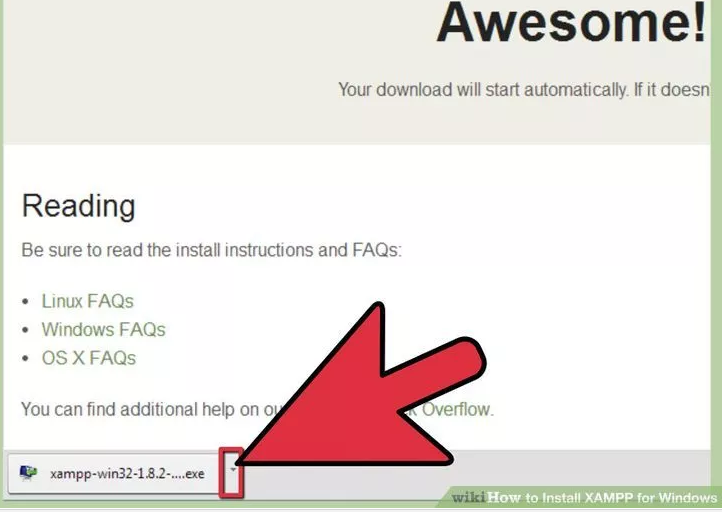 Awesome!
Your download will start automatically. If it doesn
Reading
Be sure to read the install instructions and FAQs:
Linux FAQs
Windows FAQs
OS X FAQs
You can find additional help on Overflow.
xampp-win32-1.8.2-....exe
wikiHow to Install XAMPP for Windows